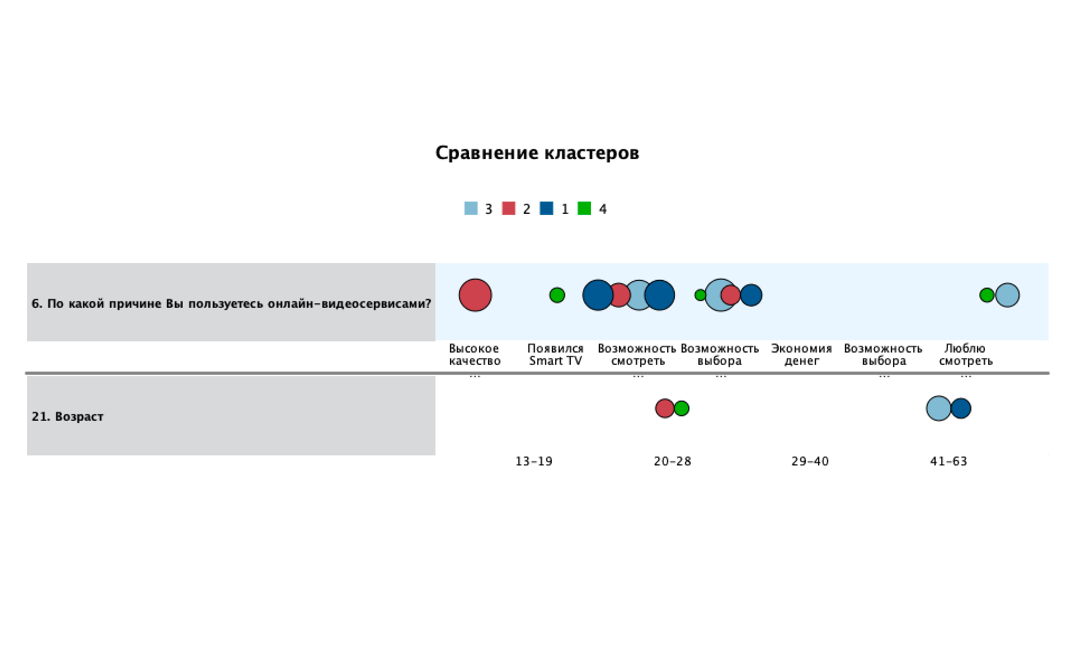 Сравнение кластеров
3 2 1 4
6. По какой причине Вы пользуетесь онлайн-видеосервисами?
Высокое Появился Возможность Возможность Экономия Возможность Люблю
качество Smart TV смотреть выбора денег выбора смотреть
... ... ... ... ...
21. Возраст
13-19 20-28 29-40 41-63